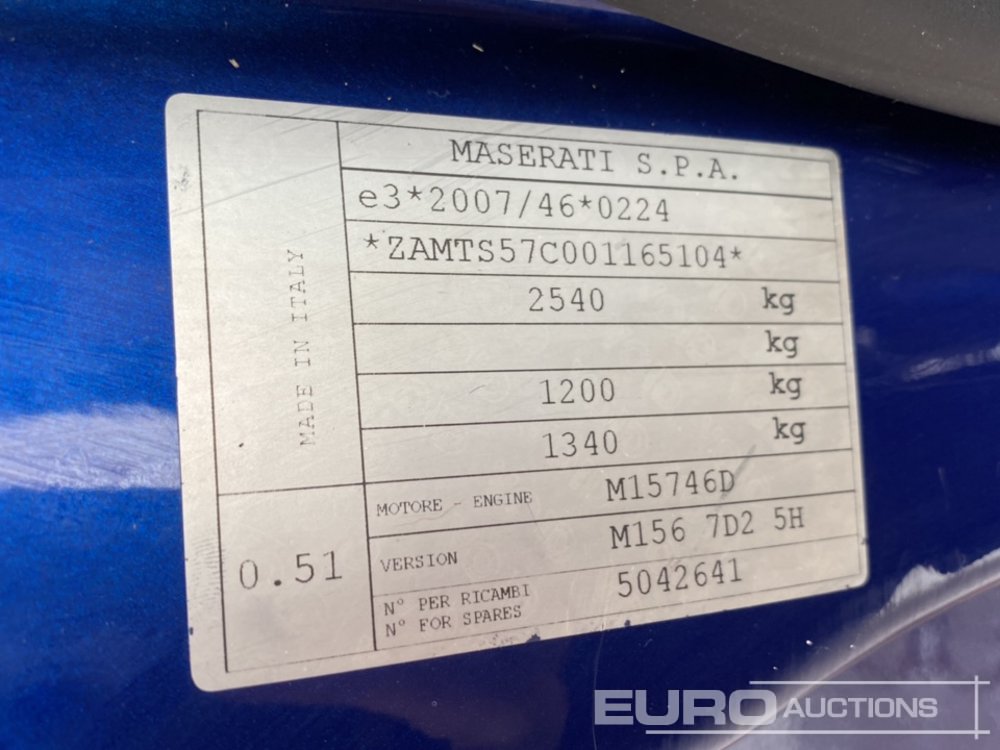 MASERATI S.P.A.
e3*2007/46*0224
*ZAMTS57C001165104*
2540 kg
kg
1200 kg
1340 kg
MADE IN ITALY
0.51
MOTORE - ENGINE M15746D
VERSION M156 7D2 5H
N° PER RICAMBI
N° FOR SPARES
5042641
EURO AUCTIONS